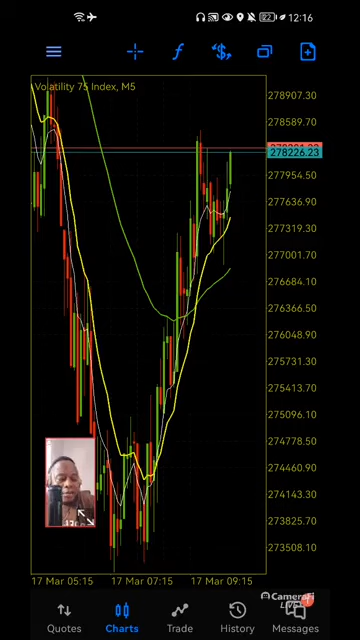 12:16
Volatility 75 Index, M5
278907.30
278589.70
278226.23
277954.50
277636.90
277319.30
277001.70
276684.10
276366.50
276048.90
275731.30
275413.70
275096.10
274778.50
274460.90
274143.30
273825.70
273508.10
17 Mar 05:15
17 Mar 07:15
17 Mar 09:15
CameraFi
LIVE
Quotes
Charts
Trade
History
Messages